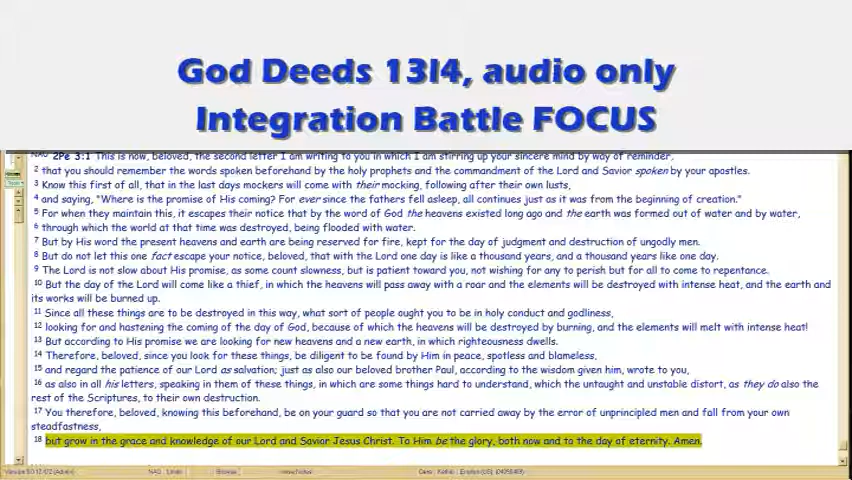 God Deeds 13I4, audio only
Integration Battle FOCUS
NAU 2Pe 3:1 This is now, beloved, the second letter I am writing to you in which I am stirring up your sincere mind by way of reminder,
2 that you should remember the words spoken beforehand by the holy prophets and the commandment of the Lord and Savior spoken by your apostles.
3 Know this first of all, that in the last days mockers will come with their mocking, following after their own lusts,
4 and saying, "Where is the promise of His coming? For ever since the fathers fell asleep, all continues just as it was from the beginning of creation."
5 For when they maintain this, it escapes their notice that by the word of God the heavens existed long ago and the earth was formed out of water and by water,
6 through which the world at that time was destroyed, being flooded with water.
7 But by His word the present heavens and earth are being reserved for fire, kept for the day of judgment and destruction of ungodly men.
8 But do not let this one fact escape your notice, beloved, that with the Lord one day is like a thousand years, and a thousand years like one day.
9 The Lord is not slow about His promise, as some count slowness, but is patient toward you, not wishing for any to perish but for all to come to repentance.
10 But the day of the Lord will come like a thief, in which the heavens will pass away with a roar and the elements will be destroyed with intense heat, and the earth and
its works will be burned up.
11 Since all these things are to be destroyed in this way, what sort of people ought you to be in holy conduct and godliness,
12 looking for and hastening the coming of the day of God, because of which the heavens will be destroyed by burning, and the elements will melt with intense heat!
13 But according to His promise we are looking for new heavens and a new earth, in which righteousness dwells.
14 Therefore, beloved, since you look for these things, be diligent to be found by Him in peace, spotless and blameless,
15 and regard the patience of our Lord as salvation; just as also our beloved brother Paul, according to the wisdom given him, wrote to you,
16 as also in all his letters, speaking in them of these things, in which are some things hard to understand, which the untaught and unstable distort, as they do also the
rest of the Scriptures, to their own destruction.
17 You therefore, beloved, knowing this beforehand, be on your guard so that you are not carried away by the error of unprincipled men and fall from your own
steadfastness,
18 but grow in the grace and knowledge of our Lord and Savior Jesus Christ. To Him be the glory, both now and to the day of eternity. Amen.